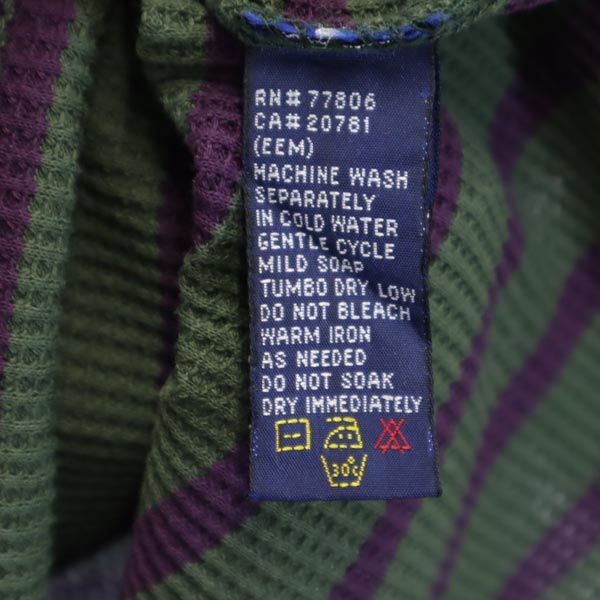 RN# 77806
CA# 20781
(EEM)
MACHINE WASH
SEPARATELY
IN COLD WATER
GENTLE CYCLE
MILD SOAP
TUMBO DRY LOW
DO NOT BLEACH
WARM IRON
AS NEEDED
DO NOT SOAK
DRY IMMEDIATELY
30°C